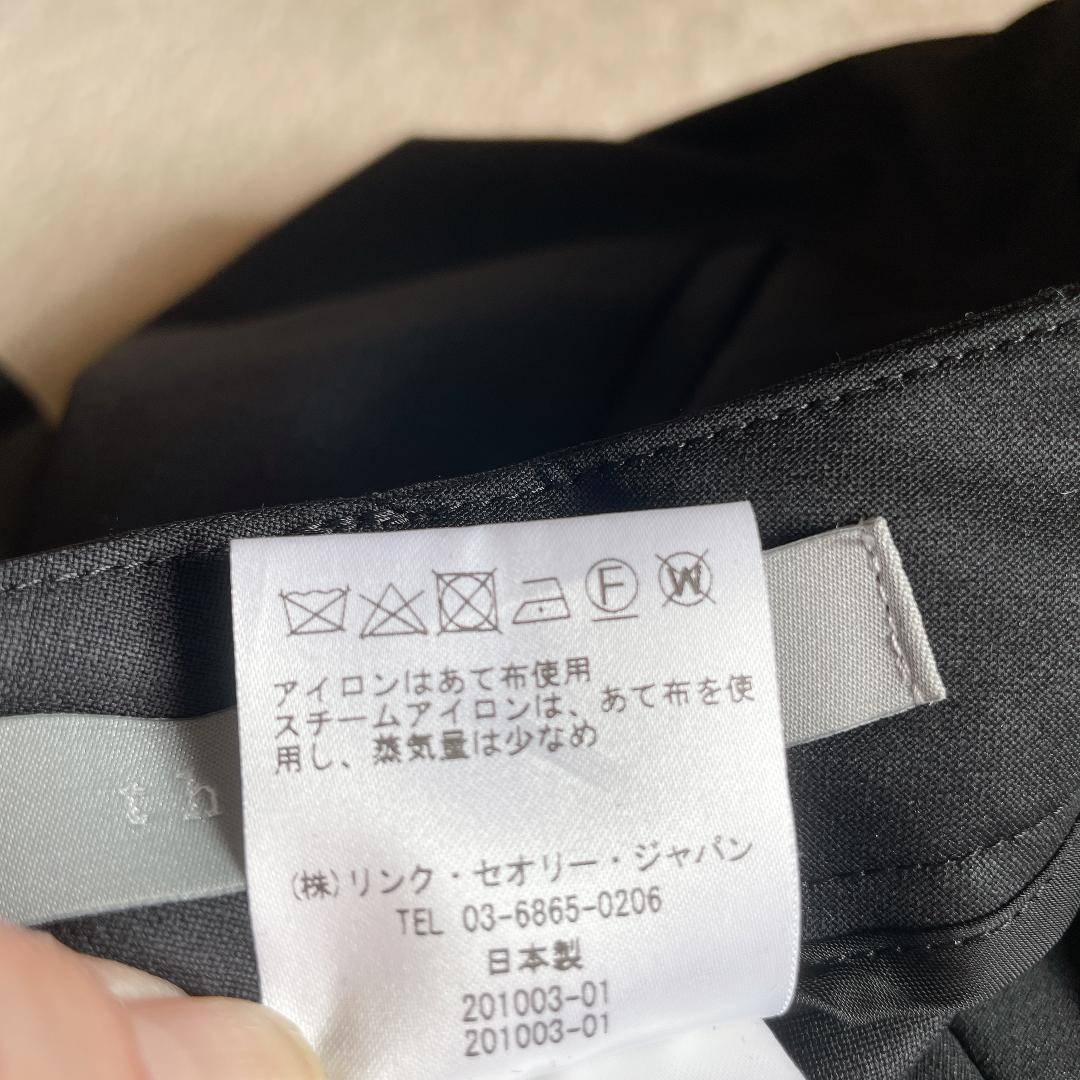 F W
アイロンはあて布使用
スチームアイロンは、あて布を使
用し、蒸気量は少なめ
th
(株)リンク・セオリー・ジャパン
TEL 03-6865-0206
日本製
201003-01
201003-01